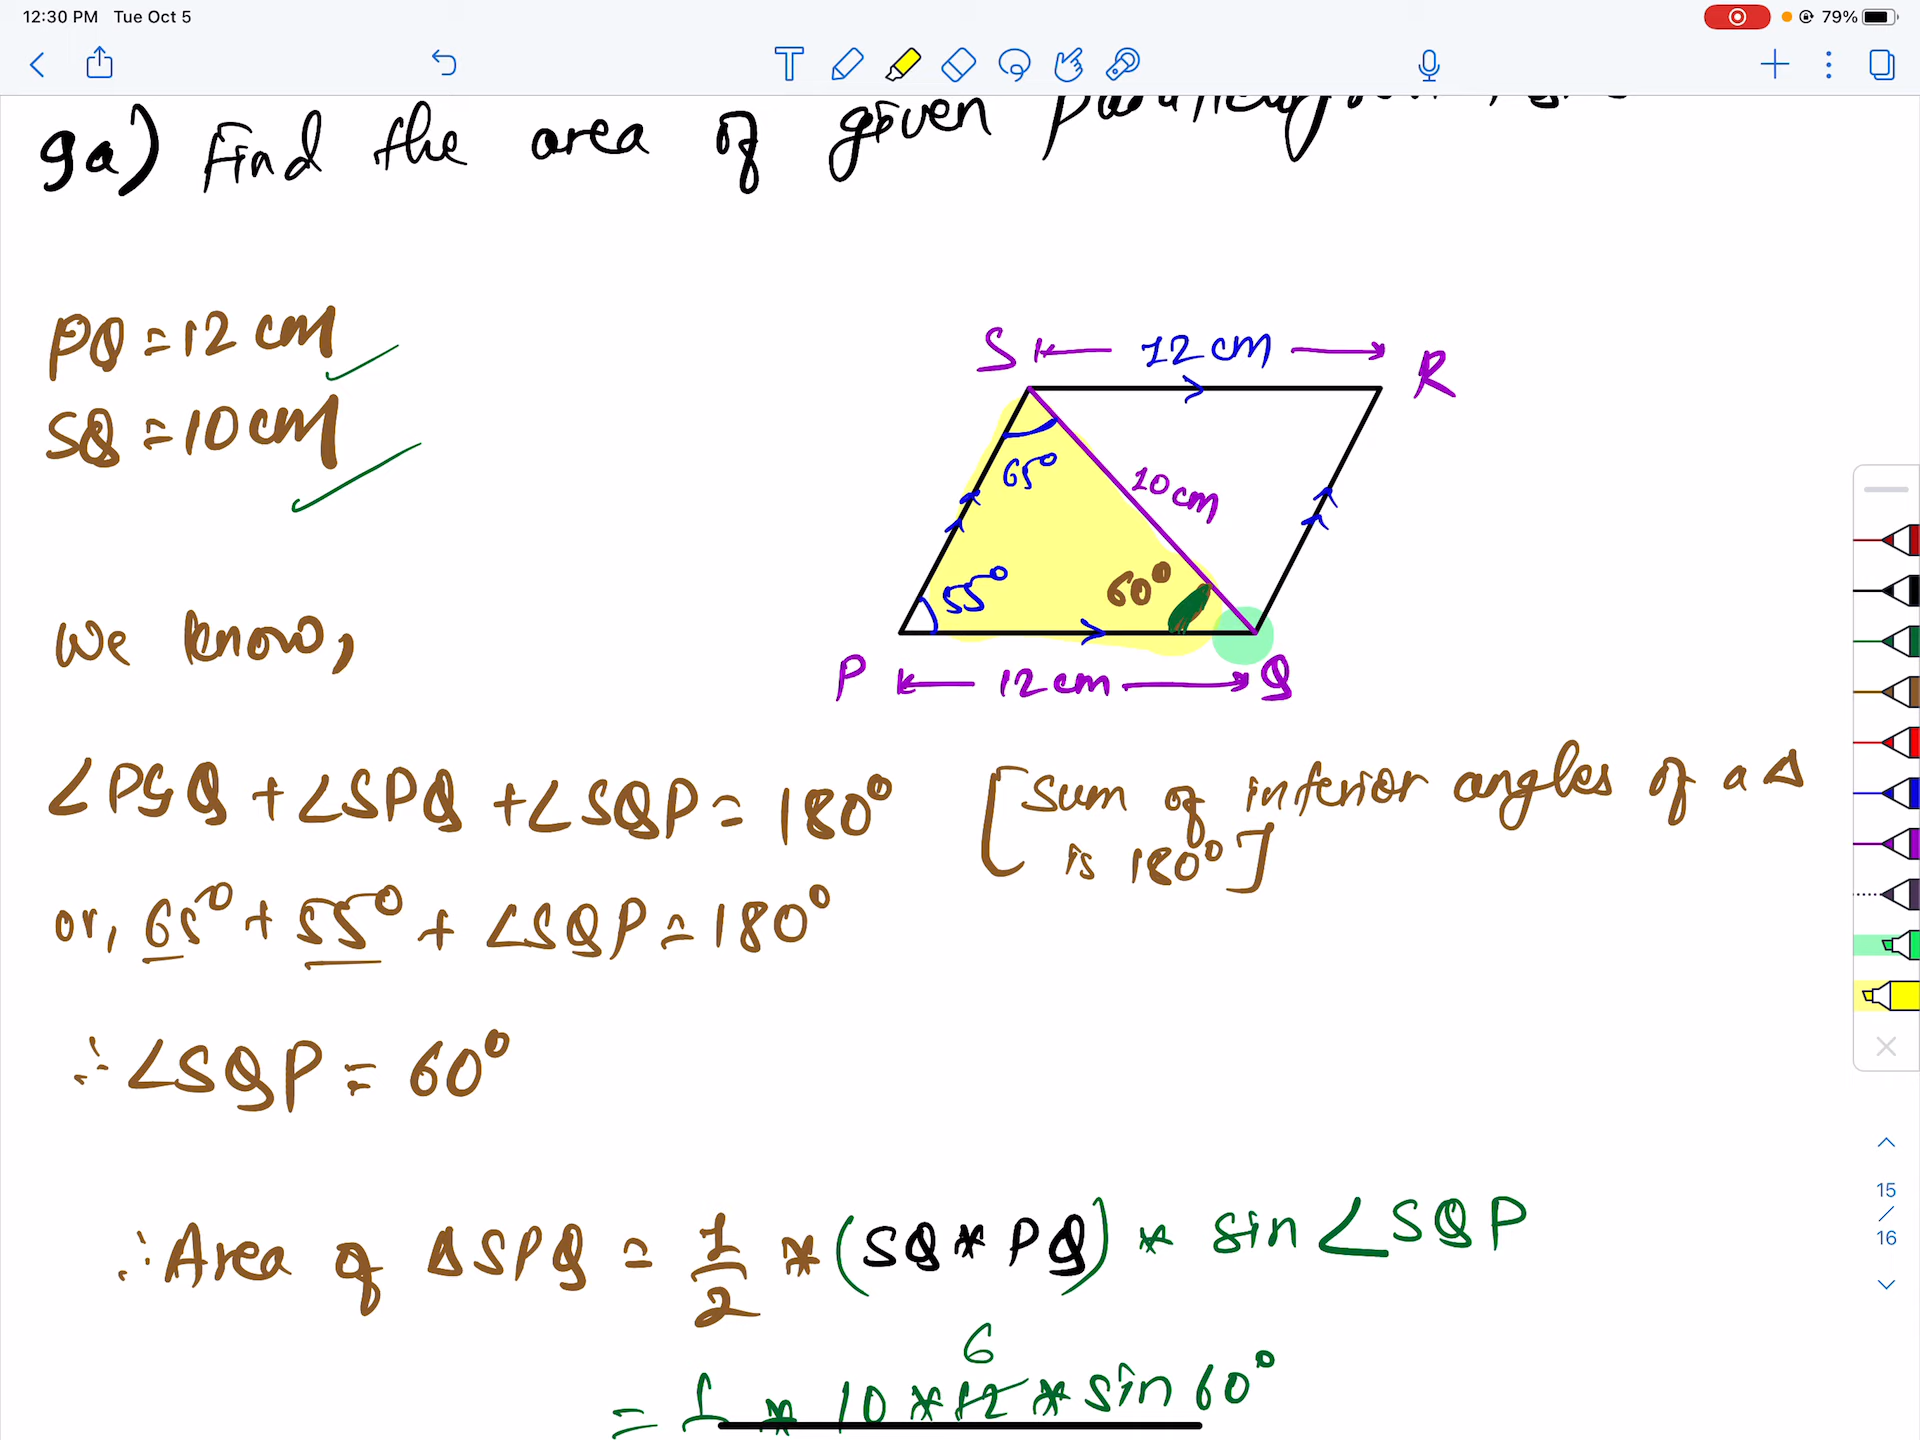 12:30 PM Tue Oct 5
79%
9a) Find the area of given
PQ = 12 cm
SQ = 10 cm
S 12 cm R
65°
10 cm
55° 60°
P 12 cm Q
We know,
∠PSQ + ∠SPQ + ∠SQP = 180° [Sum of interior angles of a Δ
is 180°]
or, 65° + 55° + ∠SQP = 180°
∴ ∠SQP = 60°
∴ Area of ΔSPQ = 1/2 * (SQ * PQ) * sin ∠SQP
6
= 1 * 10 * 12 * sin 60°
15
/
16